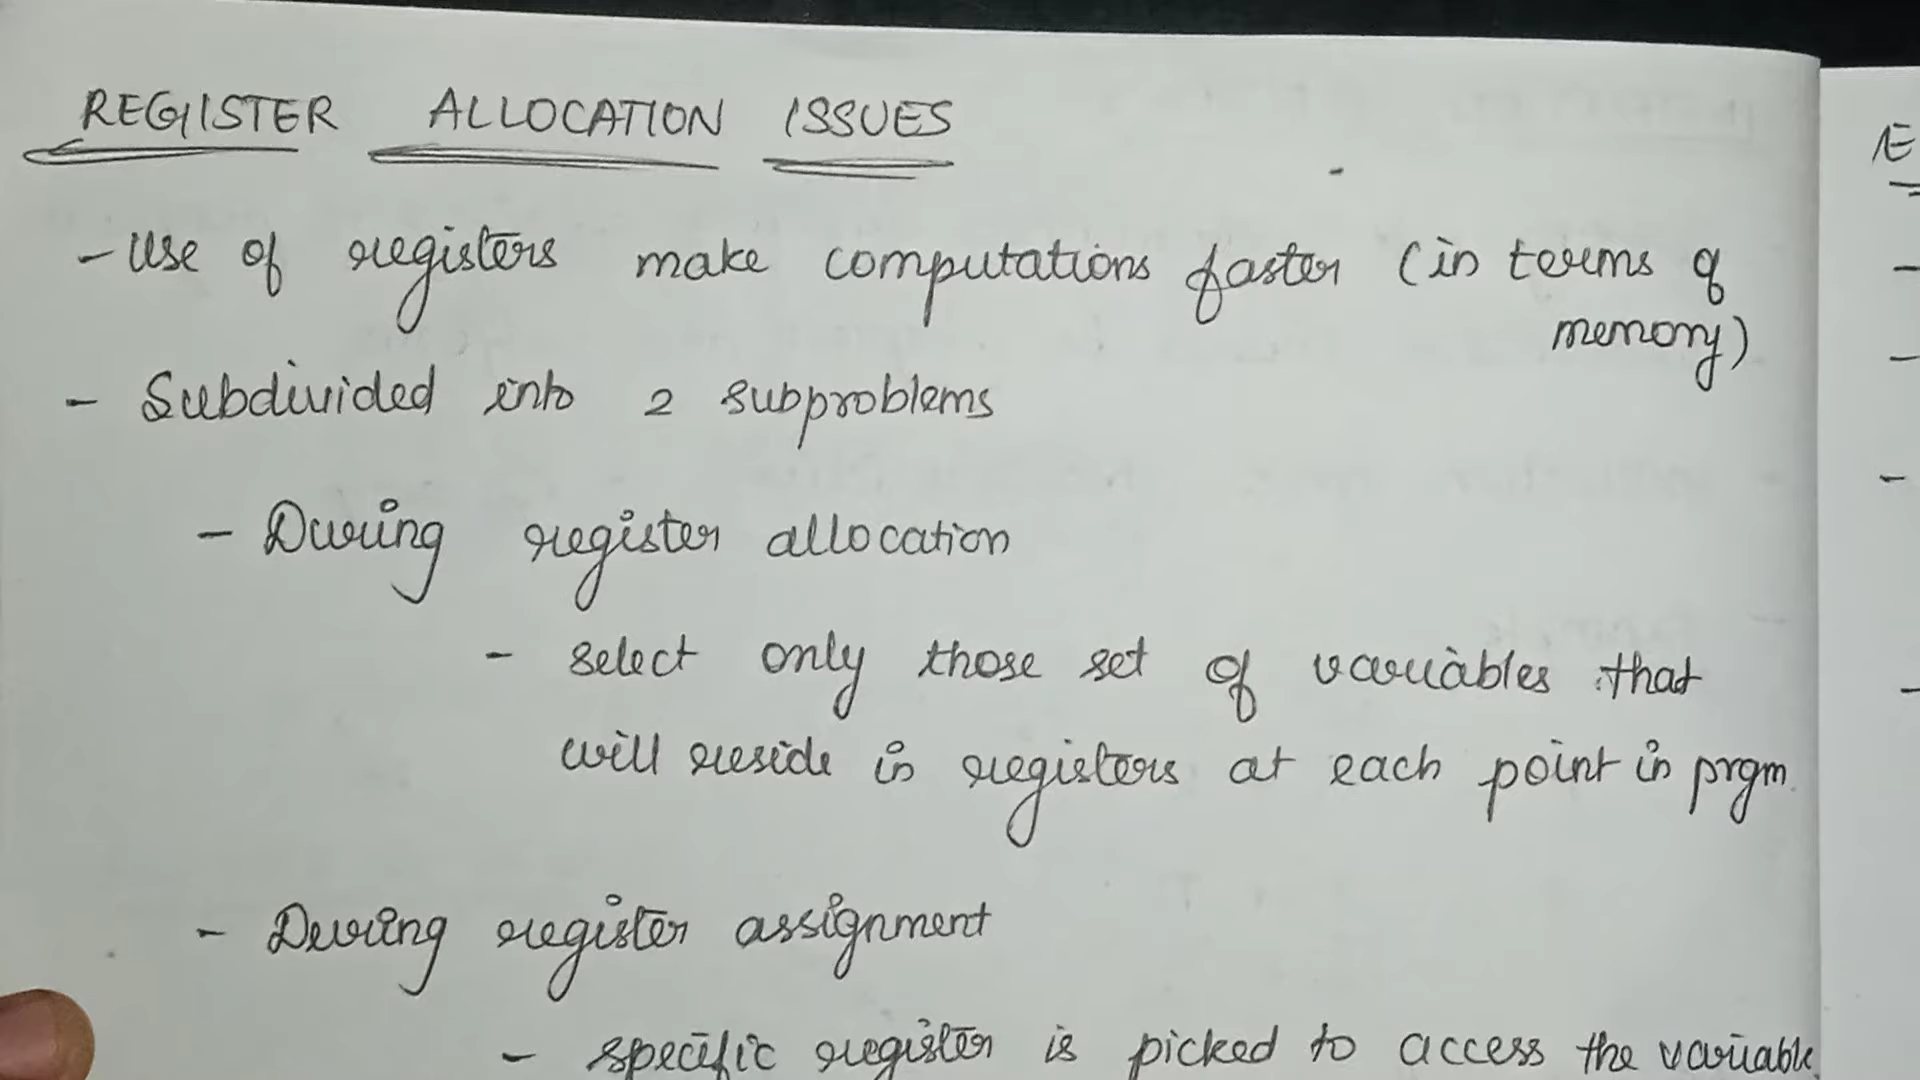 REGISTER ALLOCATION ISSUES
- Use of registers make computations faster (in terms of
memory)
- Subdivided into 2 subproblems
- During register allocation
- select only those set of variables that
will reside in registers at each point in prgm.
- During register assignment
- specific register is picked to access the variable